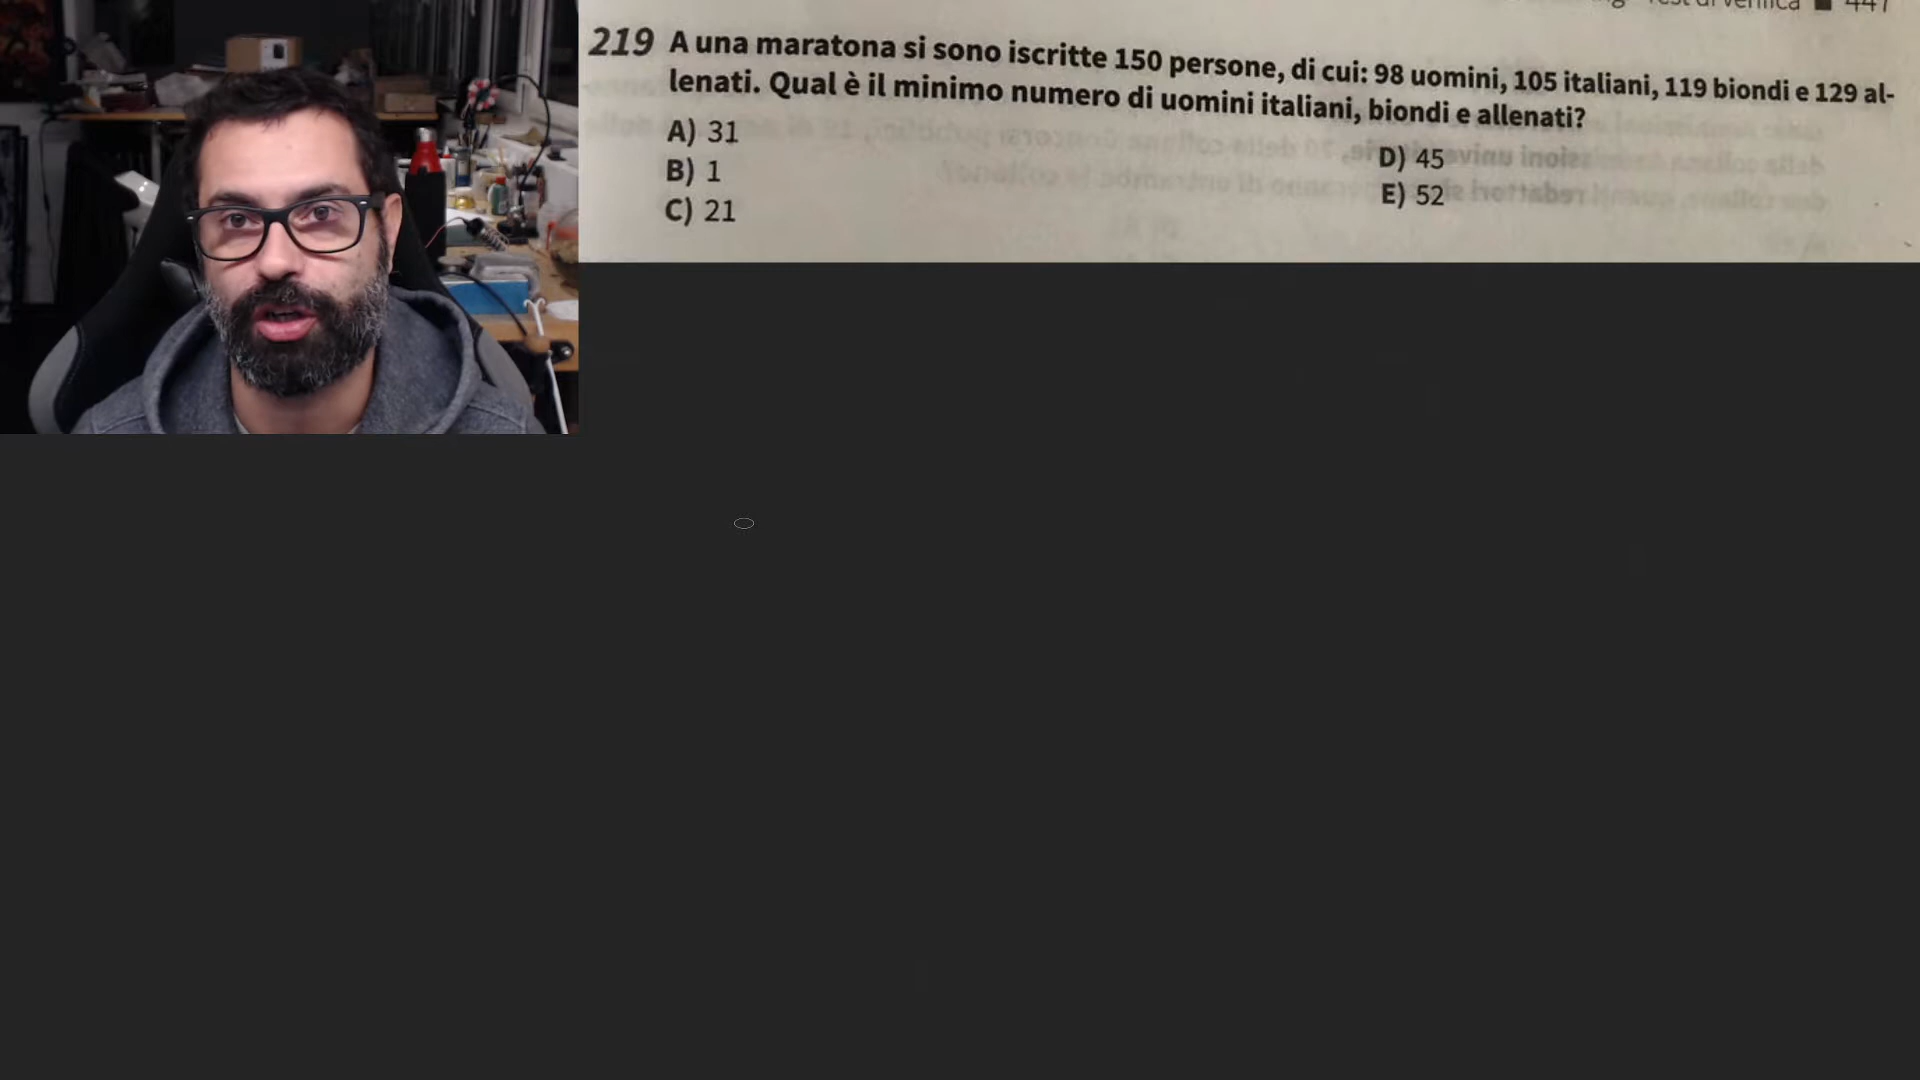 219 A una maratona si sono iscritte 150 persone, di cui: 98 uomini, 105 italiani, 119 biondi e 129 al-
lenati. Qual è il minimo numero di uomini italiani, biondi e allenati?
A) 31
B) 1
C) 21
D) 45
E) 52